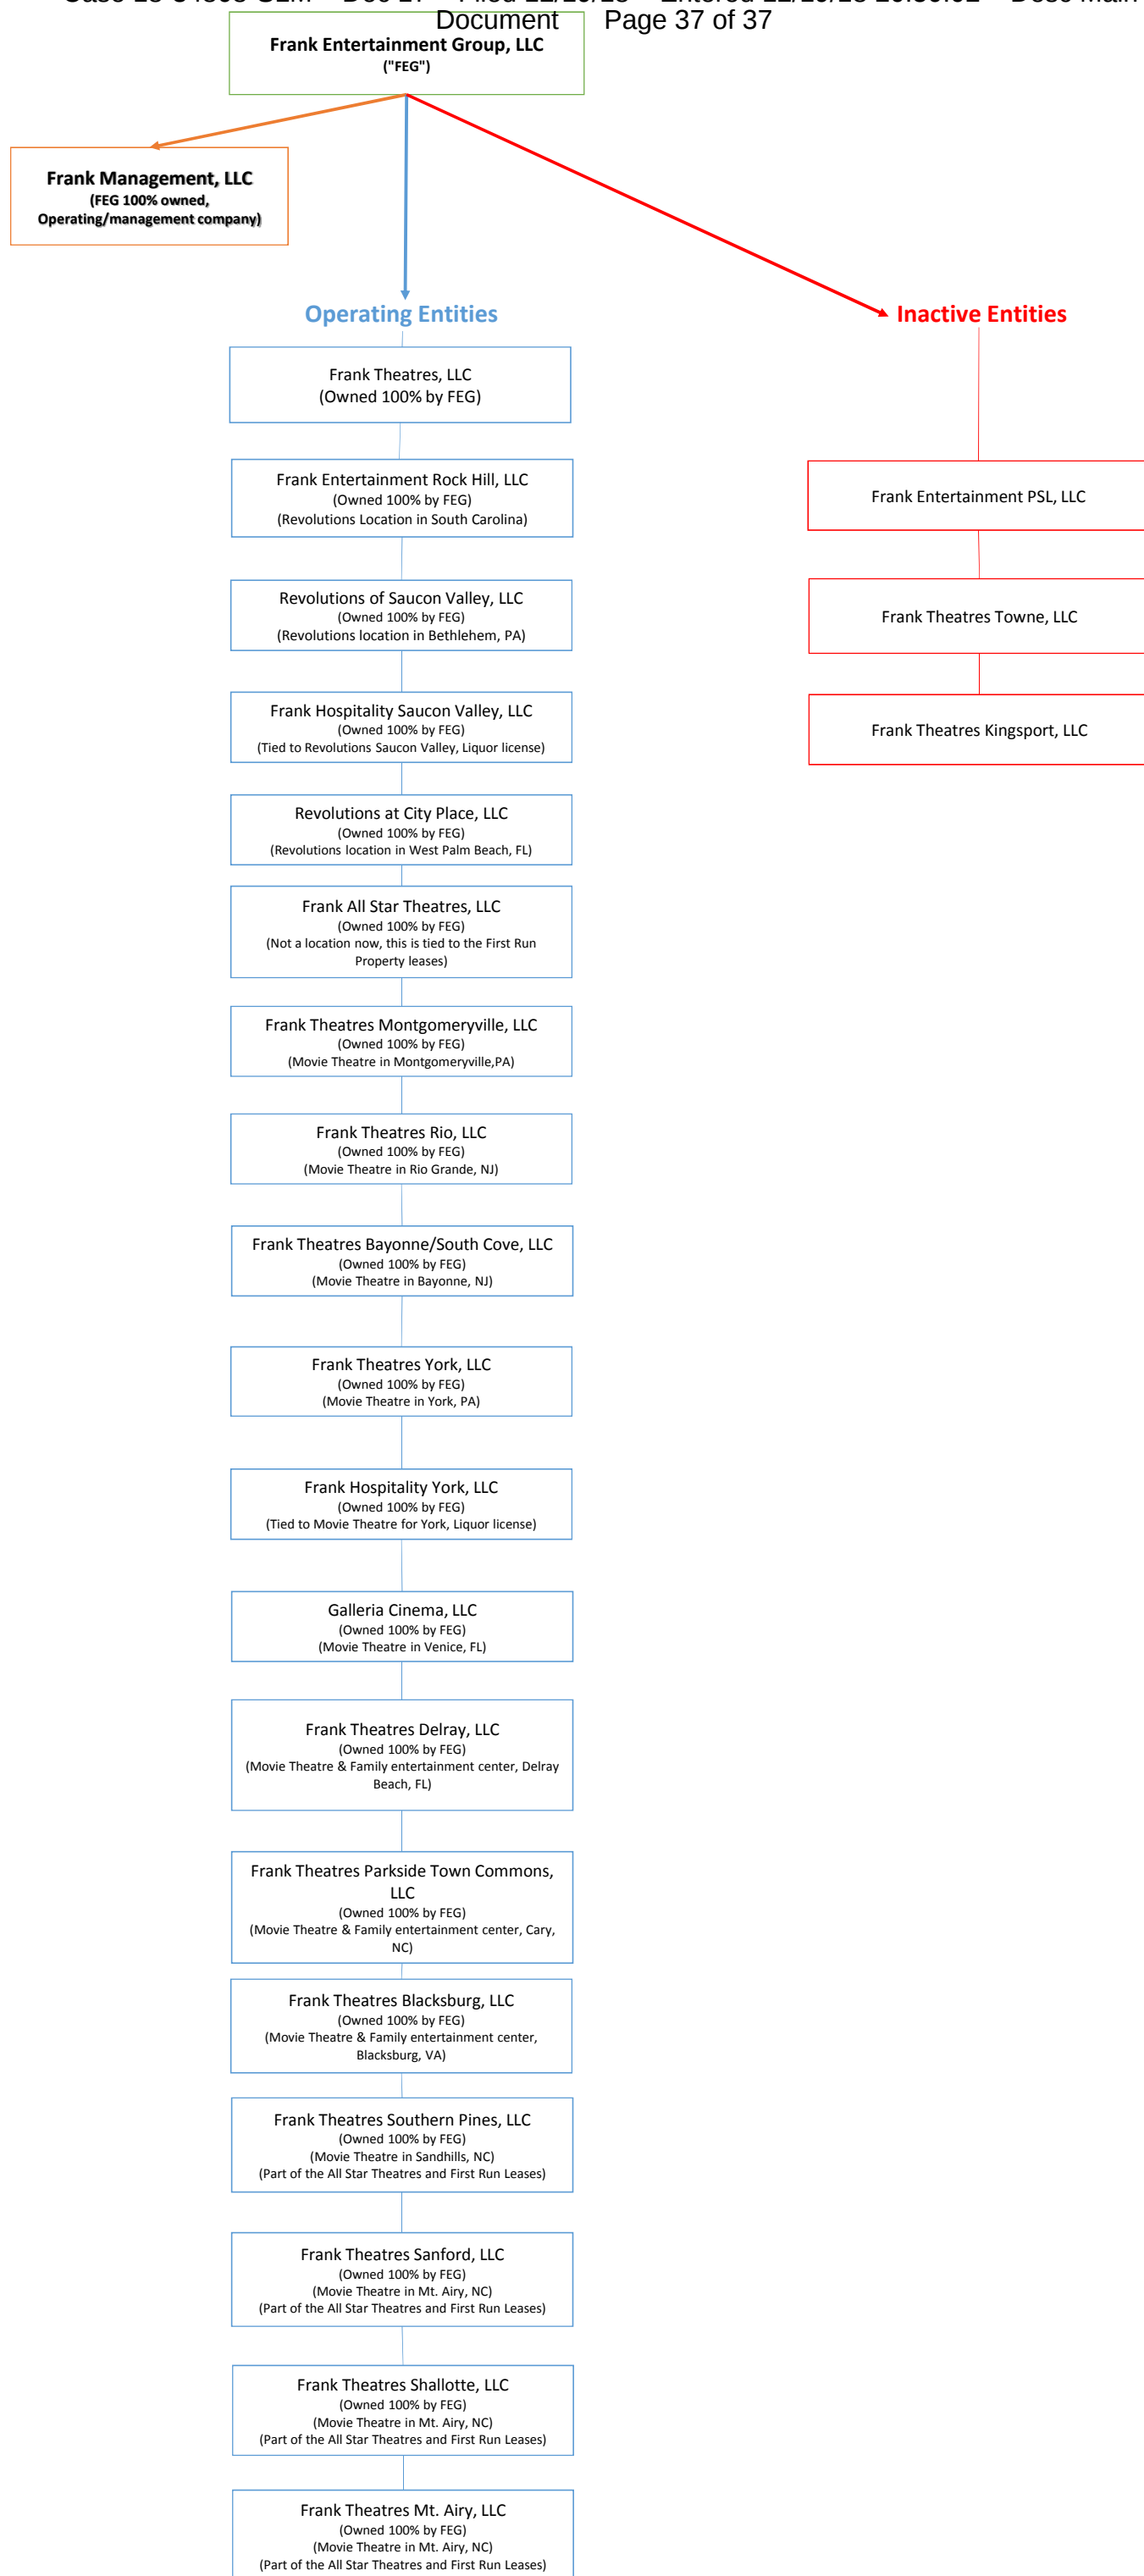 Document Page 37 of 37
Frank Entertainment Group, LLC
("FEG")
Frank Management, LLC
(FEG 100% owned,
Operating/management company)
Operating Entities
Inactive Entities
Frank Theatres, LLC
(Owned 100% by FEG)
Frank Entertainment Rock Hill, LLC
(Owned 100% by FEG)
(Revolutions Location in South Carolina)
Frank Entertainment PSL, LLC
Revolutions of Saucon Valley, LLC
(Owned 100% by FEG)
(Revolutions location in Bethlehem, PA)
Frank Theatres Towne, LLC
Frank Hospitality Saucon Valley, LLC
(Owned 100% by FEG)
(Tied to Revolutions Saucon Valley, Liquor license)
Frank Theatres Kingsport, LLC
Revolutions at City Place, LLC
(Owned 100% by FEG)
(Revolutions location in West Palm Beach, FL)
Frank All Star Theatres, LLC
(Owned 100% by FEG)
(Not a location now, this is tied to the First Run
Property leases)
Frank Theatres Montgomeryville, LLC
(Owned 100% by FEG)
(Movie Theatre in Montgomeryville,PA)
Frank Theatres Rio, LLC
(Owned 100% by FEG)
(Movie Theatre in Rio Grande, NJ)
Frank Theatres Bayonne/South Cove, LLC
(Owned 100% by FEG)
(Movie Theatre in Bayonne, NJ)
Frank Theatres York, LLC
(Owned 100% by FEG)
(Movie Theatre in York, PA)
Frank Hospitality York, LLC
(Owned 100% by FEG)
(Tied to Movie Theatre for York, Liquor license)
Galleria Cinema, LLC
(Owned 100% by FEG)
(Movie Theatre in Venice, FL)
Frank Theatres Delray, LLC
(Owned 100% by FEG)
(Movie Theatre & Family entertainment center, Delray
Beach, FL)
Frank Theatres Parkside Town Commons,
LLC
(Owned 100% by FEG)
(Movie Theatre & Family entertainment center, Cary,
NC)
Frank Theatres Blacksburg, LLC
(Owned 100% by FEG)
(Movie Theatre & Family entertainment center,
Blacksburg, VA)
Frank Theatres Southern Pines, LLC
(Owned 100% by FEG)
(Movie Theatre in Sandhills, NC)
(Part of the All Star Theatres and First Run Leases)
Frank Theatres Sanford, LLC
(Owned 100% by FEG)
(Movie Theatre in Mt. Airy, NC)
(Part of the All Star Theatres and First Run Leases)
Frank Theatres Shallotte, LLC
(Owned 100% by FEG)
(Movie Theatre in Mt. Airy, NC)
(Part of the All Star Theatres and First Run Leases)
Frank Theatres Mt. Airy, LLC
(Owned 100% by FEG)
(Movie Theatre in Mt. Airy, NC)
(Part of the All Star Theatres and First Run Leases)